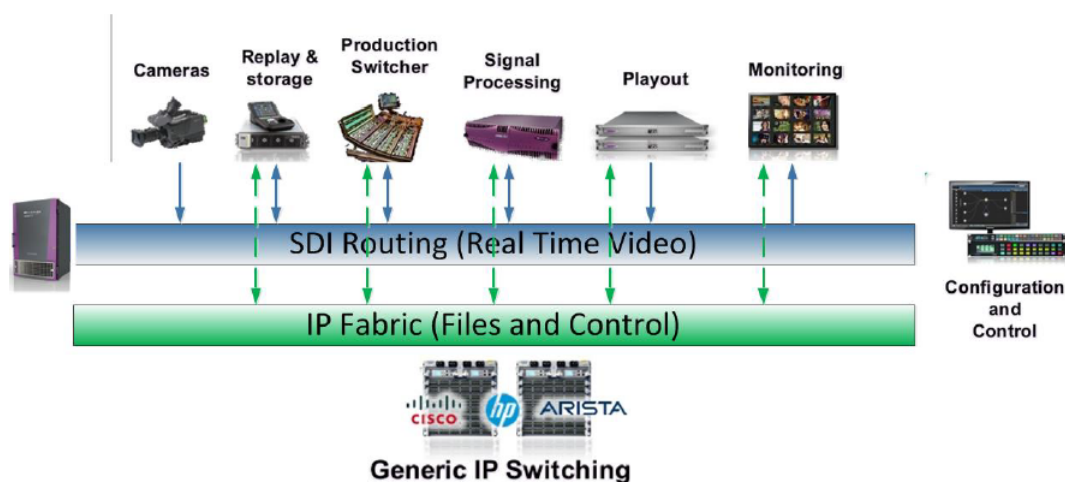 Cameras
Replay &
storage
Production
Switcher
Signal
Processing
Playout
Monitoring
SDI Routing (Real Time Video)
IP Fabric (Files and Control)
Configuration
and
Control
CISCO
hp
ARISTA
Generic IP Switching